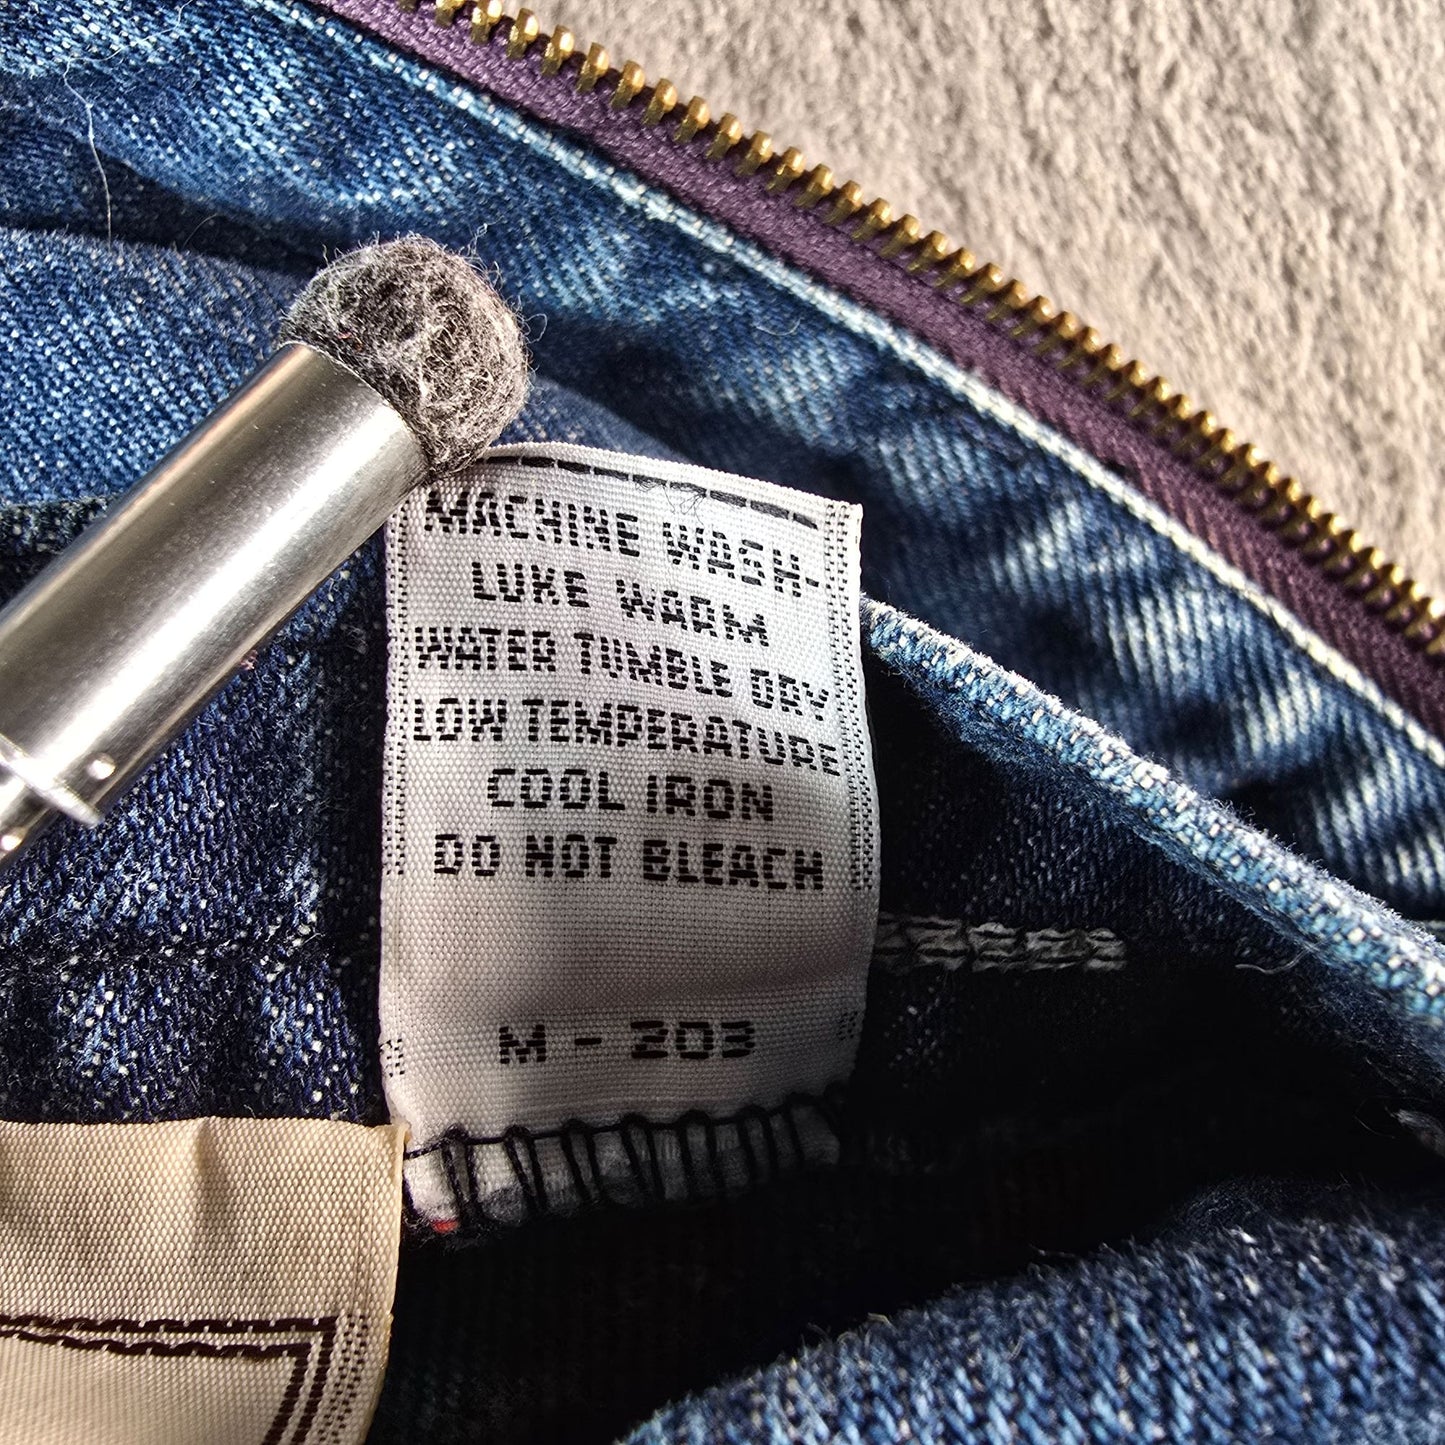 MACHINE WASH-
LUKE WARM
WATER TUMBLE DRY
LOW TEMPERATURE
COOL IRON
DO NOT BLEACH
M - 203